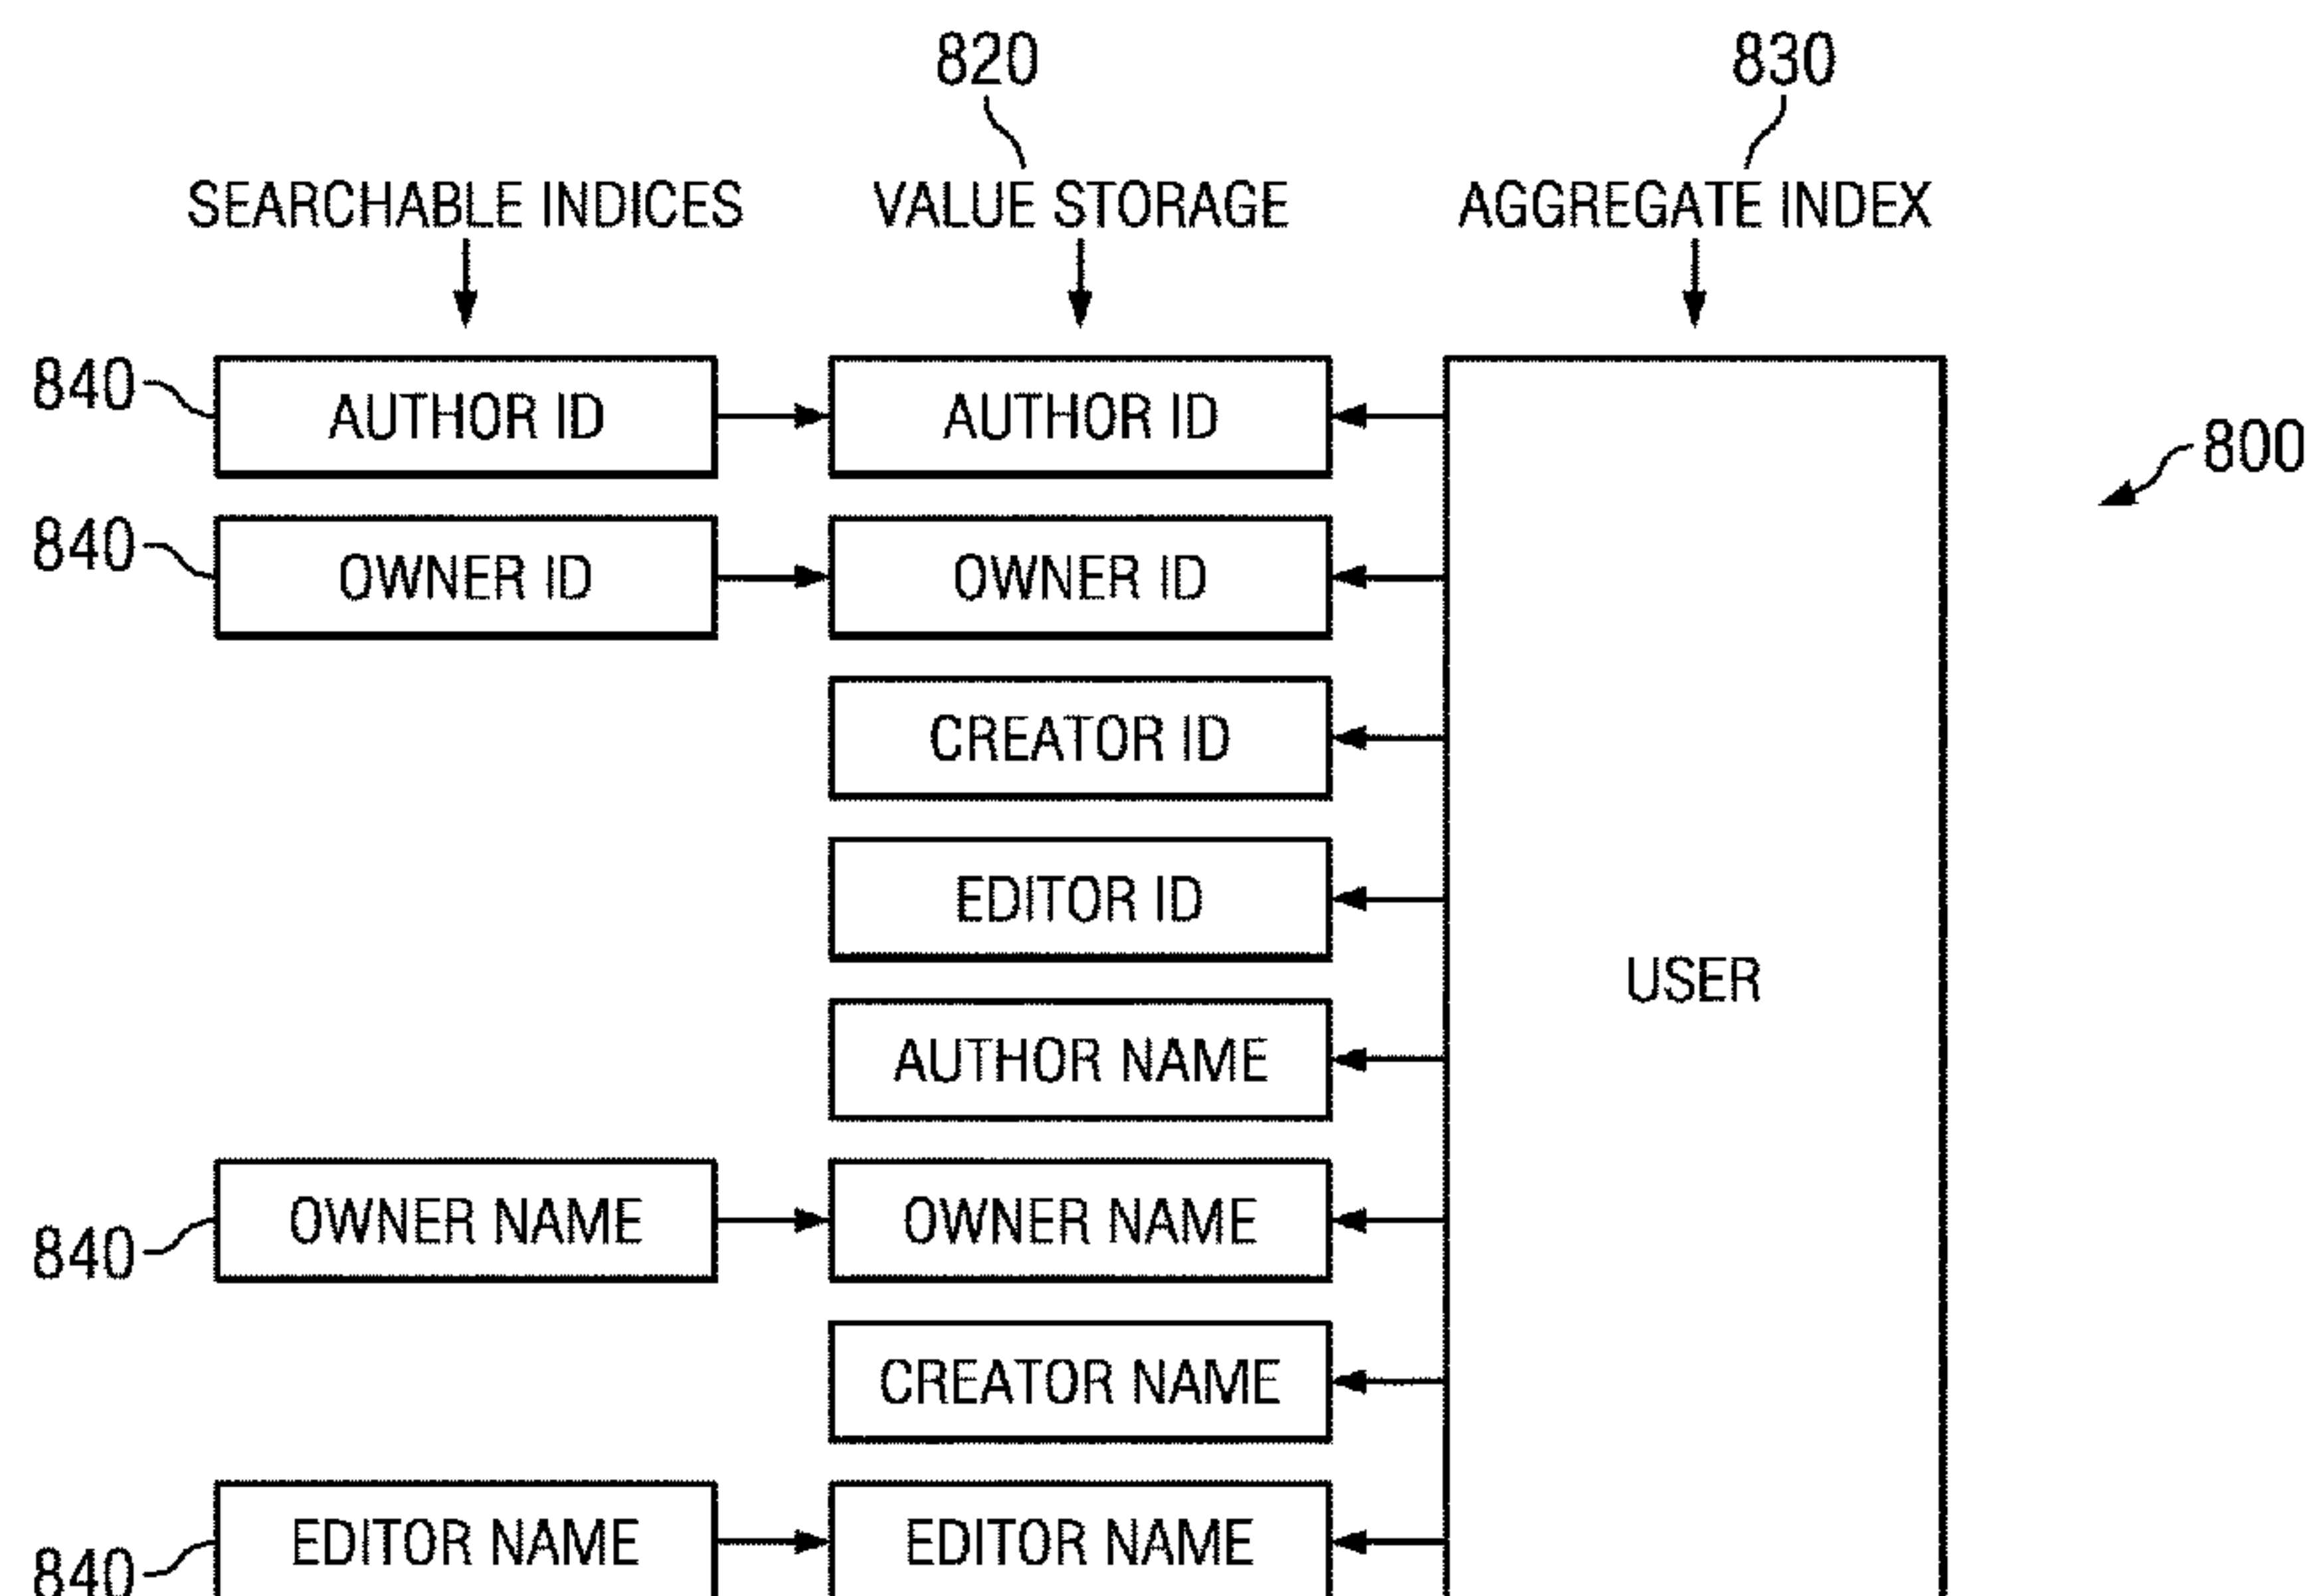 820 830
SEARCHABLE INDICES VALUE STORAGE AGGREGATE INDEX
840 AUTHOR ID AUTHOR ID
800
840 OWNER ID OWNER ID
CREATOR ID
EDITOR ID
USER
AUTHOR NAME
840 OWNER NAME OWNER NAME
CREATOR NAME
840 EDITOR NAME EDITOR NAME